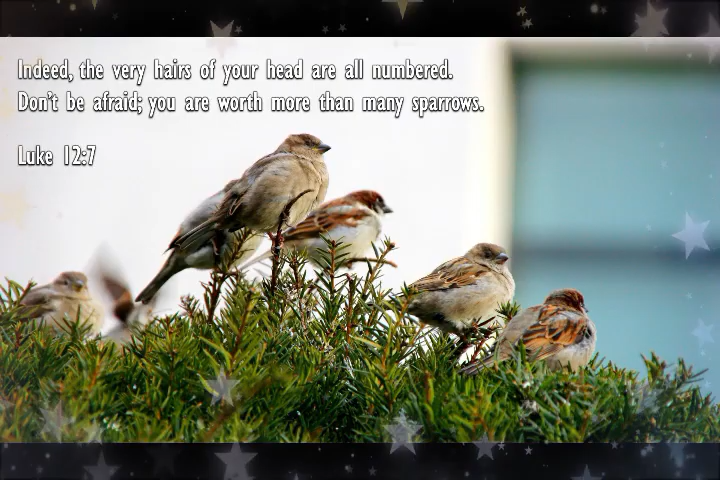 Indeed, the very hairs of your head are all numbered.
Don't be afraid; you are worth more than many sparrows.
Luke 12:7